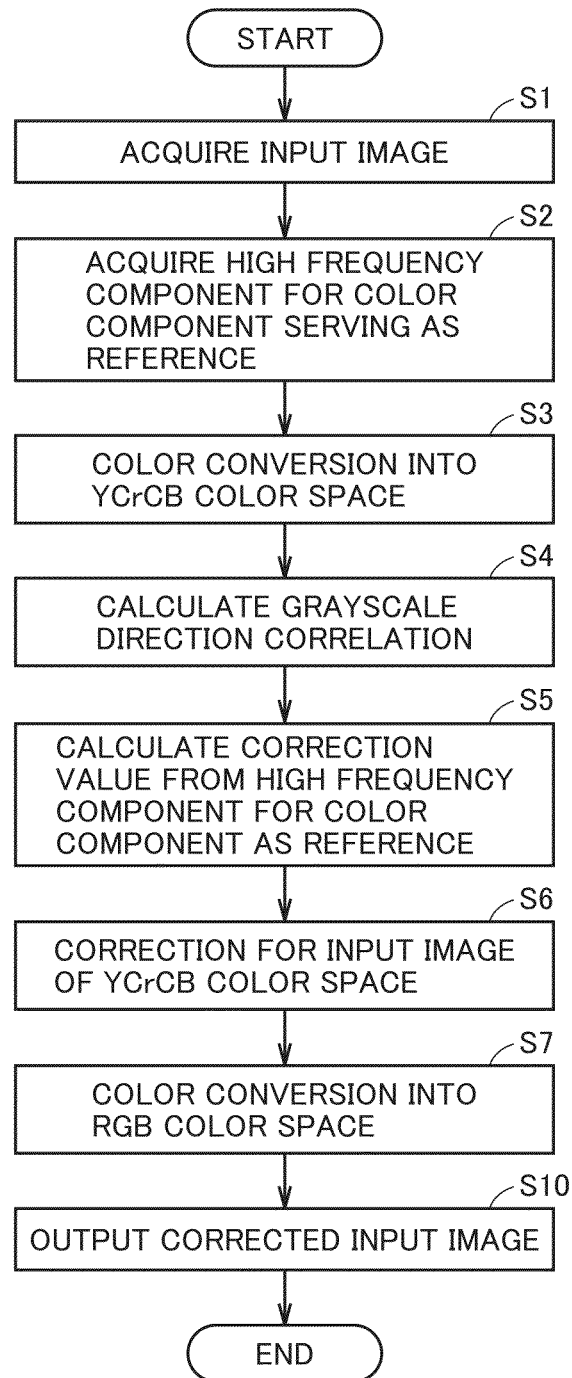 START
S1
ACQUIRE INPUT IMAGE
S2
ACQUIRE HIGH FREQUENCY
COMPONENT FOR COLOR
COMPONENT SERVING AS
REFERENCE
S3
COLOR CONVERSION INTO
YCrCB COLOR SPACE
S4
CALCULATE GRAYSCALE
DIRECTION CORRELATION
S5
CALCULATE CORRECTION
VALUE FROM HIGH FREQUENCY
COMPONENT FOR COLOR
COMPONENT AS REFERENCE
S6
CORRECTION FOR INPUT IMAGE
OF YCrCB COLOR SPACE
S7
COLOR CONVERSION INTO
RGB COLOR SPACE
S10
OUTPUT CORRECTED INPUT IMAGE
END